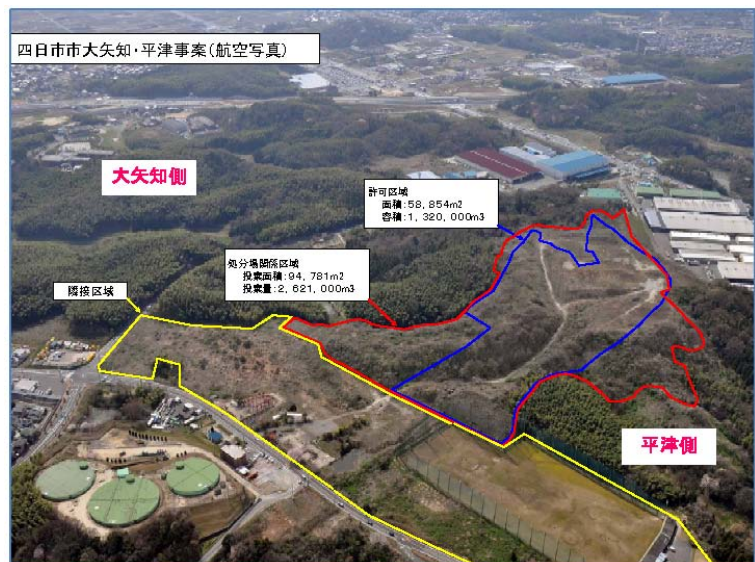 四日市市大矢知・平津事案（航空写真）
大矢知側
許可区域
面積：58，854m2
容積：1，320，000m3
処分場関係区域
投棄面積：94，781m2
投棄量：2，621，000m3
隣接区域
平津側